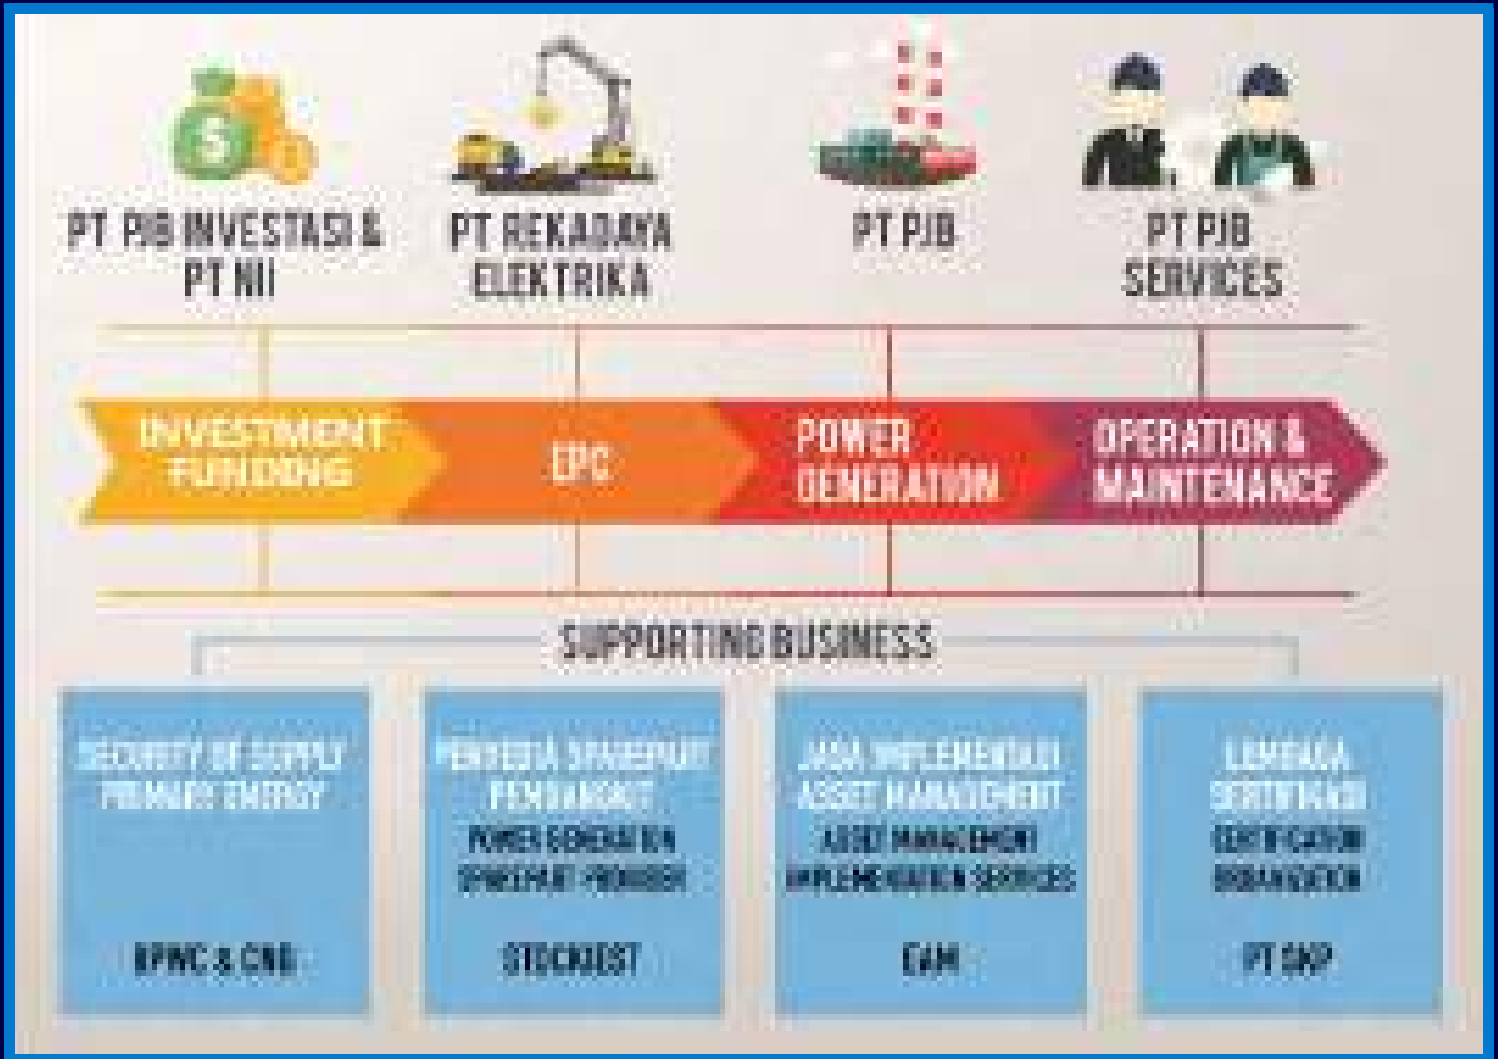 PT PJB INVESTASI &
PT NII
PT REKADAYA
ELEKTRIKA
PT PJB
PT PJB
SERVICES
INVESTMENT
FUNDING
EPC
POWER
GENERATION
OPERATION &
MAINTENANCE
SUPPORTING BUSINESS
SECURITY OF SUPPLY
PRIMARY ENERGY
& CNG
PENYEDIA SPAREPART
PEMBANGKIT
POWER GENERATION
SPAREPART PROVIDER
STOCKIEST
JASA IMPLEMENTASI
ASSET MANAGEMENT
ASSET MANAGEMENT
IMPLEMENTATION SERVICES
EAM
LEMBAGA
SERTIFIKASI
CERTIFICATION
ORGANIZATION
PT